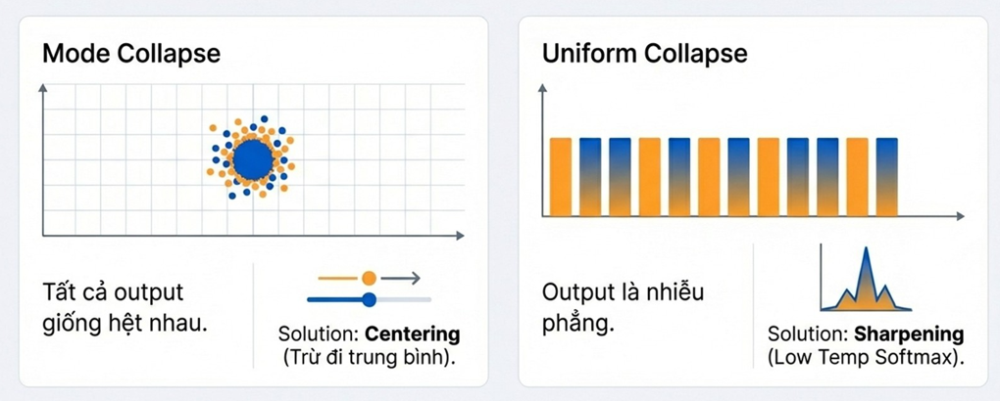 Mode Collapse
Tất cả output
giống hệt nhau.
Solution: Centering
(Trừ đi trung bình).
Uniform Collapse
Output là nhiễu
phẳng.
Solution: Sharpening
(Low Temp Softmax).